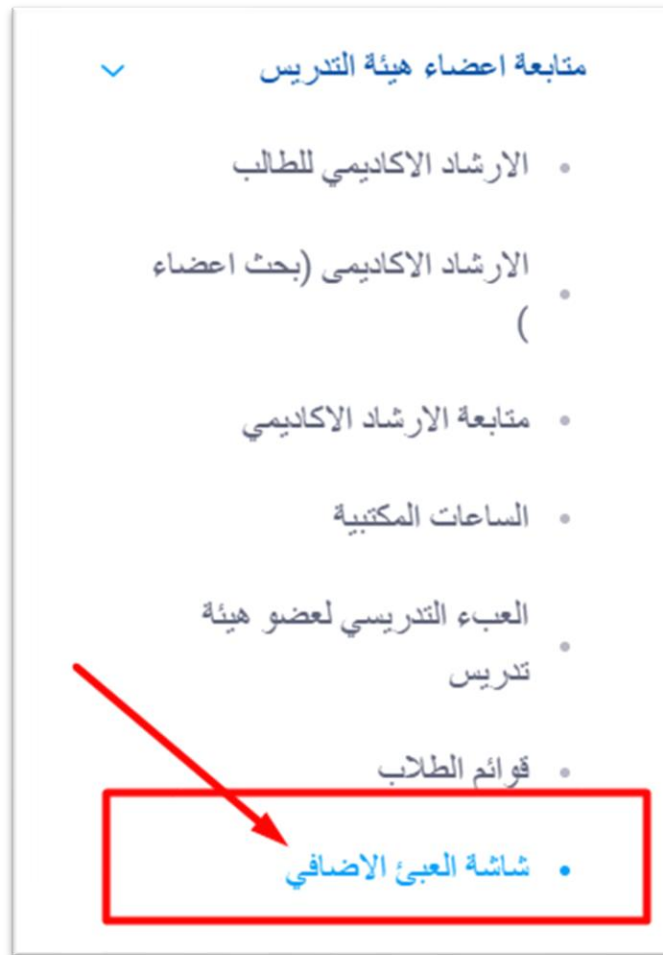 متابعة اعضاء هيئة التدريس
الارشاد الاكاديمي للطالب
الارشاد الاكاديمى (بحث اعضاء
)
متابعة الارشاد الاكاديمي
الساعات المكتبية
العبء التدريسي لعضو هيئة
تدريس
قوائم الطلاب
شاشة العبئ الاضافي